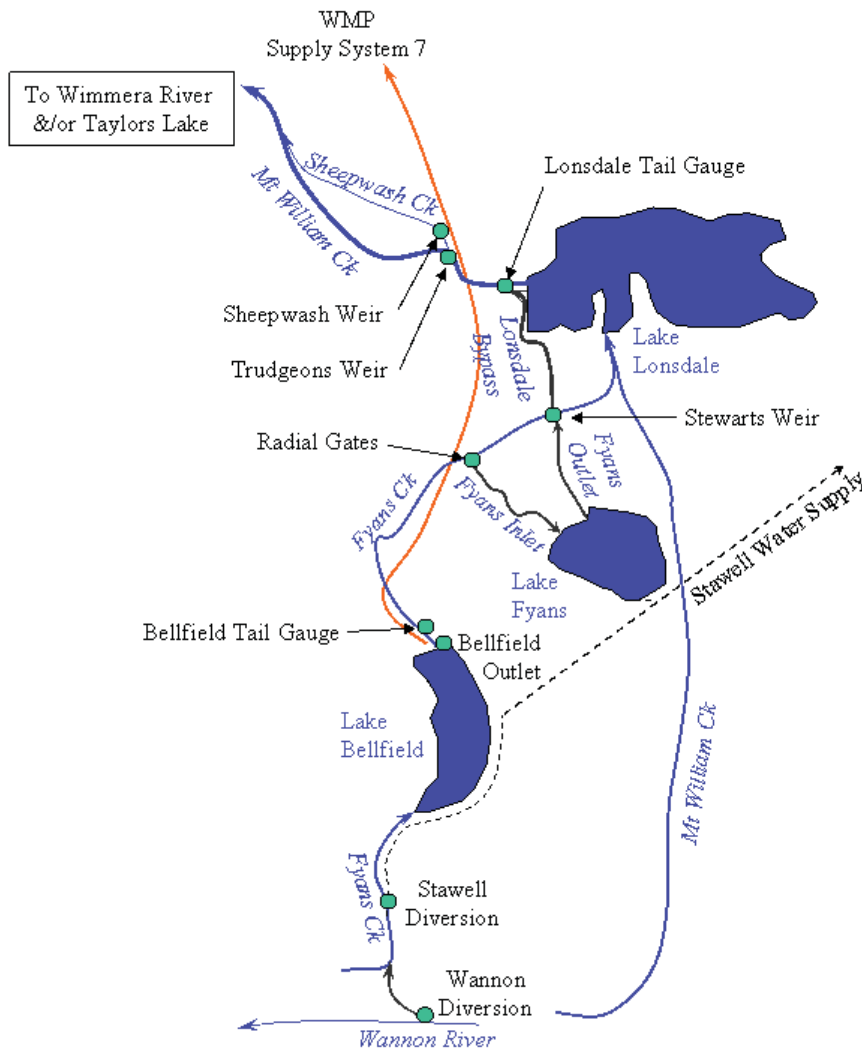 WMP
Supply System 7
To Wimmera River
&/or Taylors Lake
Sheepwash Ck
Mt William Ck
Lonsdale Tail Gauge
Sheepwash Weir
Trudgeons Weir
Bypass
Lonsdale
Lake
Lonsdale
Radial Gates
Stewarts Weir
Fyans Ck
Fyans Inlet
Fyans
Outlet
Stawell Water Supply
Lake
Fyans
Bellfield Tail Gauge
Bellfield
Outlet
Lake
Bellfield
Mt William Ck
Fyans Ck
Stawell
Diversion
Wannon
Diversion
Wannon River